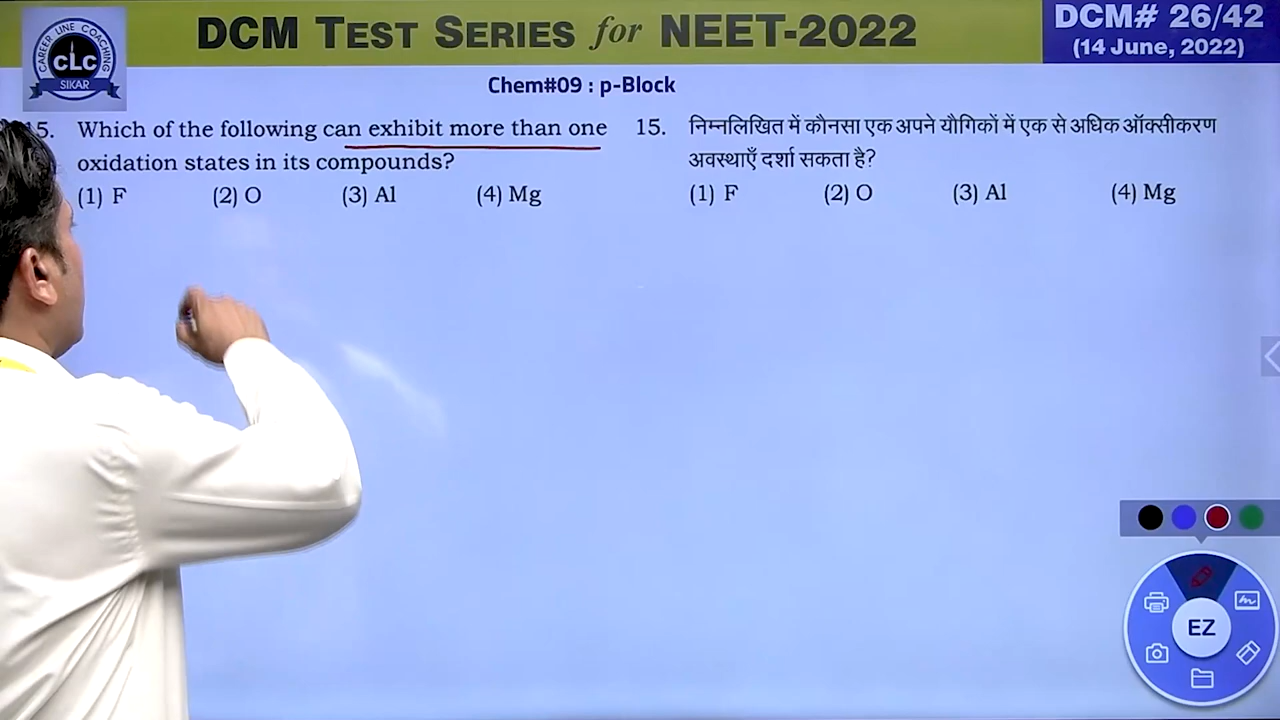 DCM TEST SERIES for NEET-2022
DCM# 26/42
(14 June, 2022)
CAREER LINE COACHING
CLC
SIKAR
Chem#09 : p-Block
15. Which of the following can exhibit more than one
oxidation states in its compounds?
(1) F (2) O (3) Al (4) Mg
15. निम्नलिखित में कौनसा एक अपने यौगिकों में एक से अधिक ऑक्सीकरण
अवस्थाएँ दर्शा सकता है?
(1) F (2) O (3) Al (4) Mg
EZ